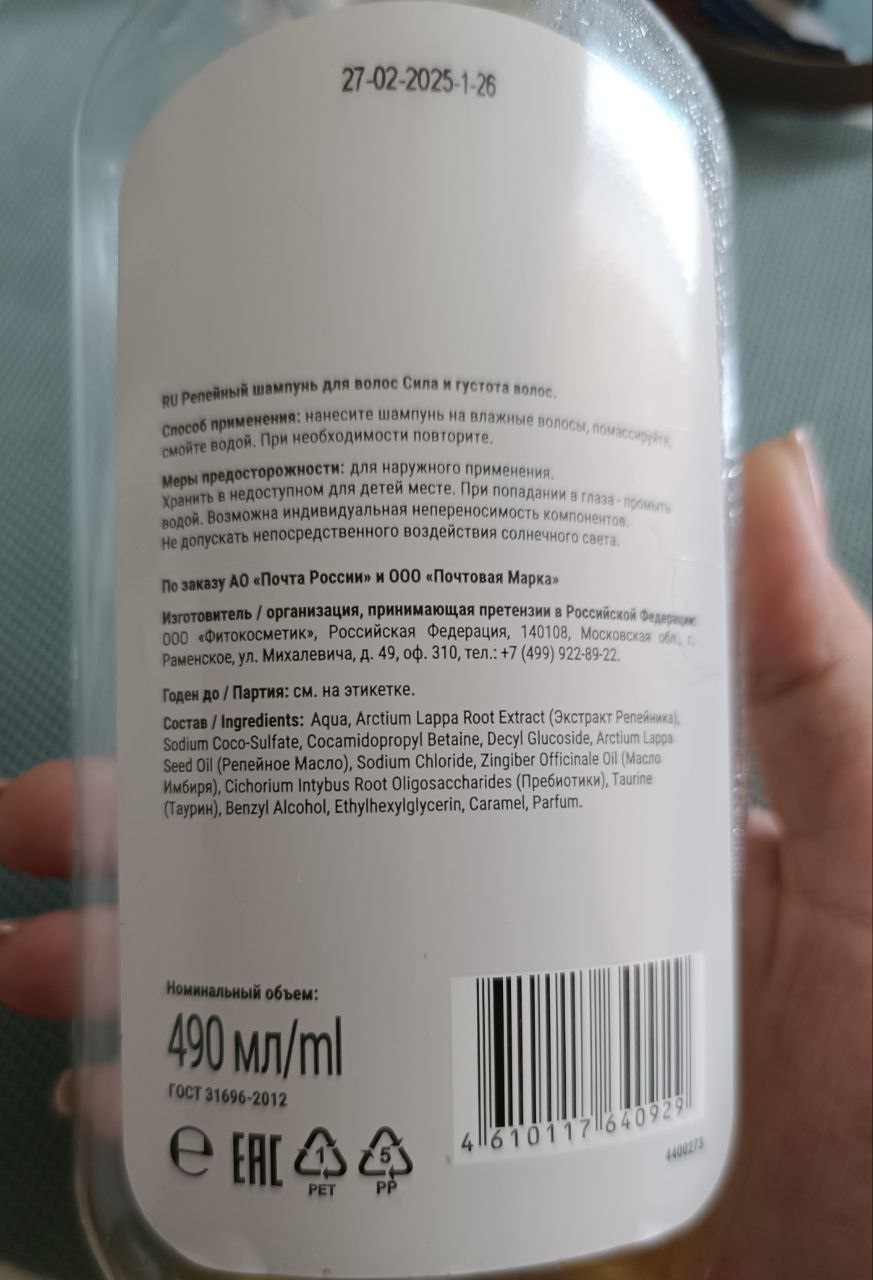 27-02-2025-1-26
RU Репейный шампунь для волос Сила и густота волос.
Способ применения: нанесите шампунь на влажные волосы, помассируйте,
смойте водой. При необходимости повторите.
Меры предосторожности: для наружного применения.
Хранить в недоступном для детей месте. При попадании в глаза - промыть
водой. Возможна индивидуальная непереносимость компонентов.
Не допускать непосредственного воздействия солнечного света.
По заказу АО «Почта России» и ООО «Почтовая Марка»
Изготовитель / организация, принимающая претензии в Российской Федерации:
ООО «Фитокосметик», Российская Федерация, 140108, Московская обл., г.
Раменское, ул. Михалевича, д. 49, оф. 310, тел.: +7 (499) 922-89-22.
Годен до / Партия: см. на этикетке.
Состав / Ingredients: Aqua, Arctium Lappa Root Extract (Экстракт Репейника),
Sodium Coco-Sulfate, Cocamidopropyl Betaine, Decyl Glucoside, Arctium Lappa
Seed Oil (Репейное Масло), Sodium Chloride, Zingiber Officinale Oil (Масло
Имбиря), Cichorium Intybus Root Oligosaccharides (Пребиотики), Taurine
(Таурин), Benzyl Alcohol, Ethylhexylglycerin, Caramel, Parfum.
Номинальный объем:
490 мл/ml
ГОСТ 31696-2012
℮ EAC 1 5
PET PP
4 610117 640929
4400273